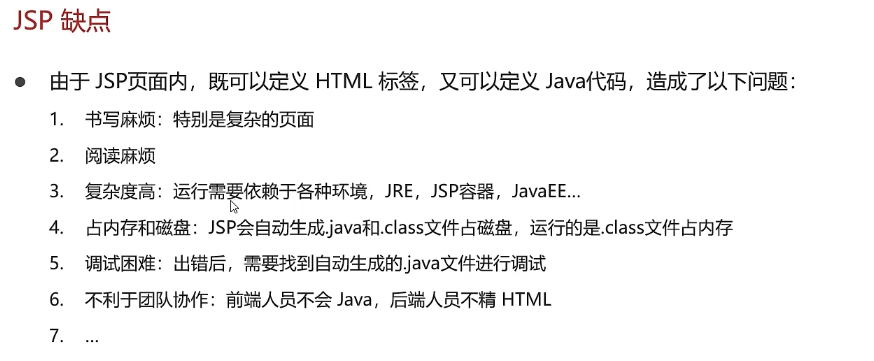 JSP 缺点
● 由于 JSP页面内，既可以定义 HTML 标签，又可以定义 Java代码，造成了以下问题：
1. 书写麻烦：特别是复杂的页面
2. 阅读麻烦
3. 复杂度高：运行需要依赖于各种环境，JRE，JSP容器，JavaEE...
4. 占内存和磁盘：JSP会自动生成.java和.class文件占磁盘，运行的是.class文件占内存
5. 调试困难：出错后，需要找到自动生成的.java文件进行调试
6. 不利于团队协作：前端人员不会 Java，后端人员不精 HTML
7. ...